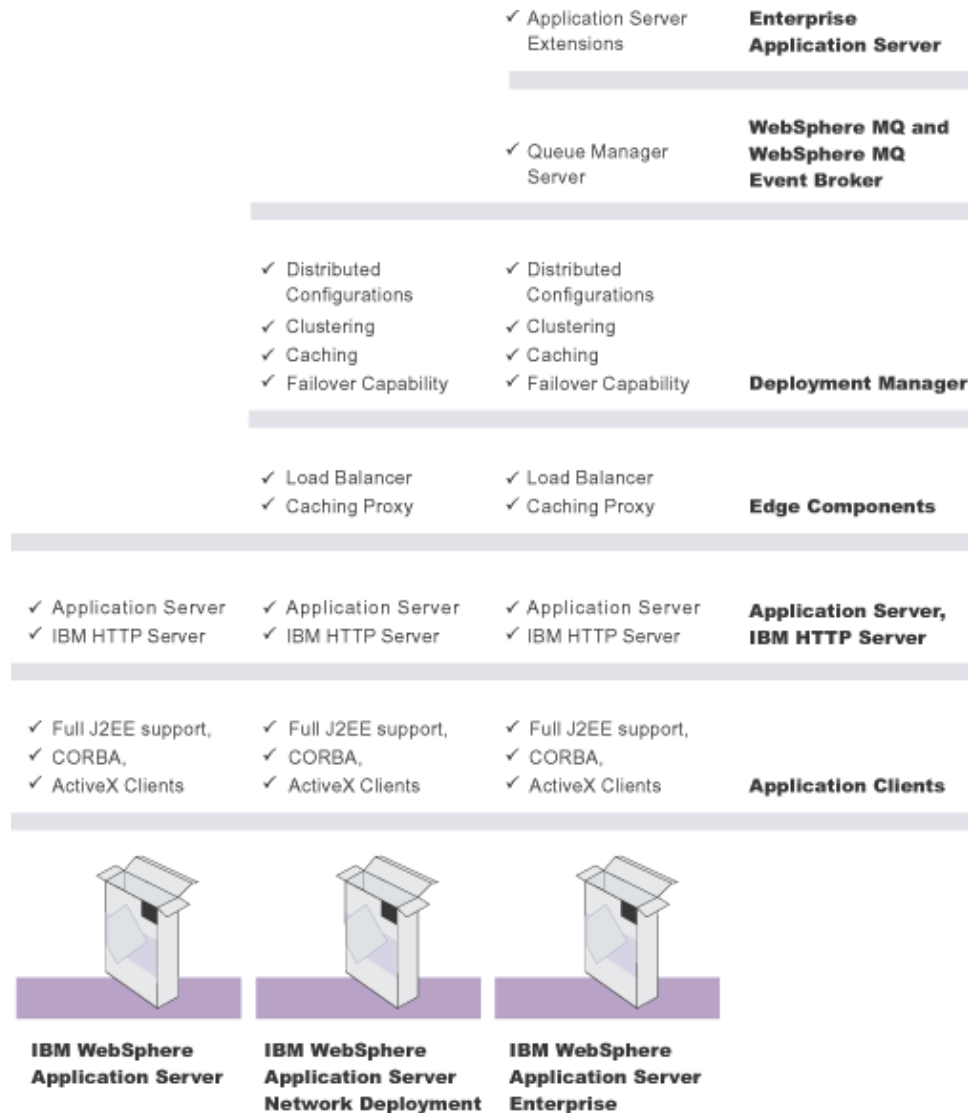 ✓ Application Server Enterprise
Extensions Application Server
WebSphere MQ and
✓ Queue Manager WebSphere MQ
Server Event Broker
✓ Distributed ✓ Distributed
Configurations Configurations
✓ Clustering ✓ Clustering
✓ Caching ✓ Caching
✓ Failover Capability ✓ Failover Capability Deployment Manager
✓ Load Balancer ✓ Load Balancer
✓ Caching Proxy ✓ Caching Proxy Edge Components
✓ Application Server ✓ Application Server ✓ Application Server Application Server,
✓ IBM HTTP Server ✓ IBM HTTP Server ✓ IBM HTTP Server IBM HTTP Server
✓ Full J2EE support, ✓ Full J2EE support, ✓ Full J2EE support,
✓ CORBA, ✓ CORBA, ✓ CORBA,
✓ ActiveX Clients ✓ ActiveX Clients ✓ ActiveX Clients Application Clients
IBM WebSphere IBM WebSphere IBM WebSphere
Application Server Application Server Application Server
Network Deployment Enterprise